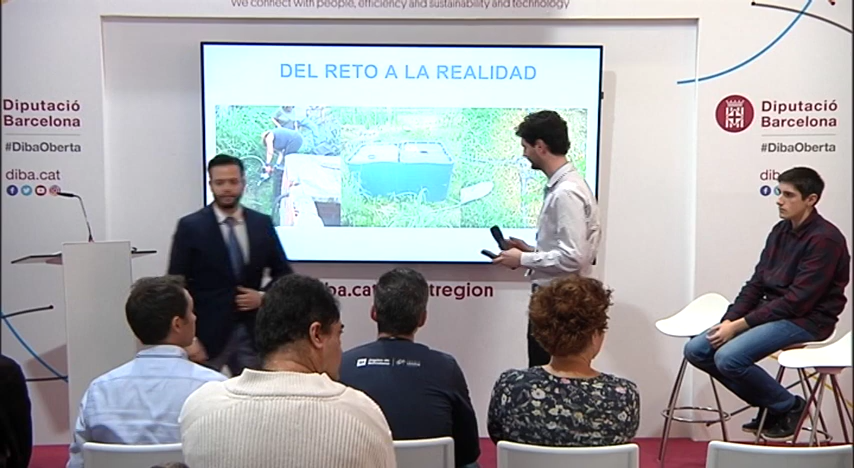 We connect with people, efficiency and sustainability and technology
DEL RETO A LA REALIDAD
Diputació
Barcelona
#DibaOberta
diba.cat
Diputació
Barcelona
#DibaOberta
diba.cat